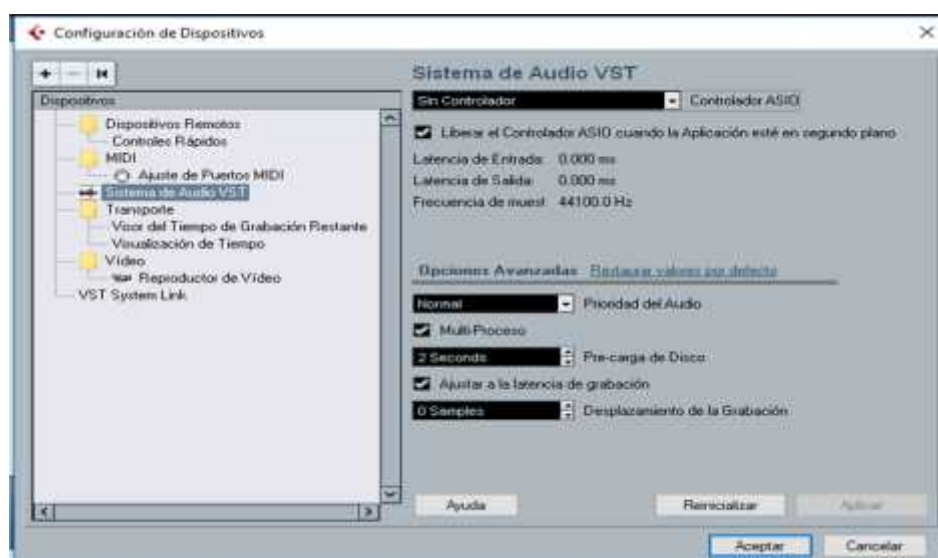 Configuración de Dispositivos
Dispositivos
Dispositivos Remotos
Controles Rápidos
MIDI
Ajuste de Puertos MIDI
Sistema de Audio VST
Transporte
Visor del Tiempo de Grabación Restante
Visualización de Tiempo
Vídeo
Reproductor de Vídeo
VST System Link
Sistema de Audio VST
Sin Controlador Controlador ASIO
Liberar el Controlador ASIO cuando la Aplicación esté en segundo plano
Latencia de Entrada: 0.000 ms
Latencia de Salida: 0.000 ms
Frecuencia de muest 44100.0 Hz
Opciones Avanzadas Restaurar valores por defecto
Normal Prioridad del Audio
Multi-Proceso
2 Seconds Pre-carga de Disco
Ajustar a la latencia de grabación
0 Samples Desplazamiento de la Grabación
Ayuda Reinicializar Aplicar
Aceptar Cancelar